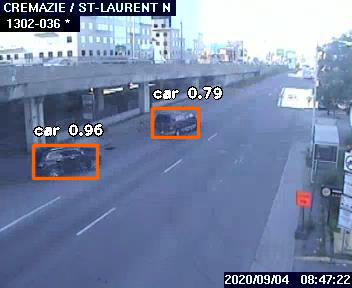 CREMAZIE / ST-LAURENT N
1302-036 *
car 0.79
car 0.96
2020/09/04 08:47:22